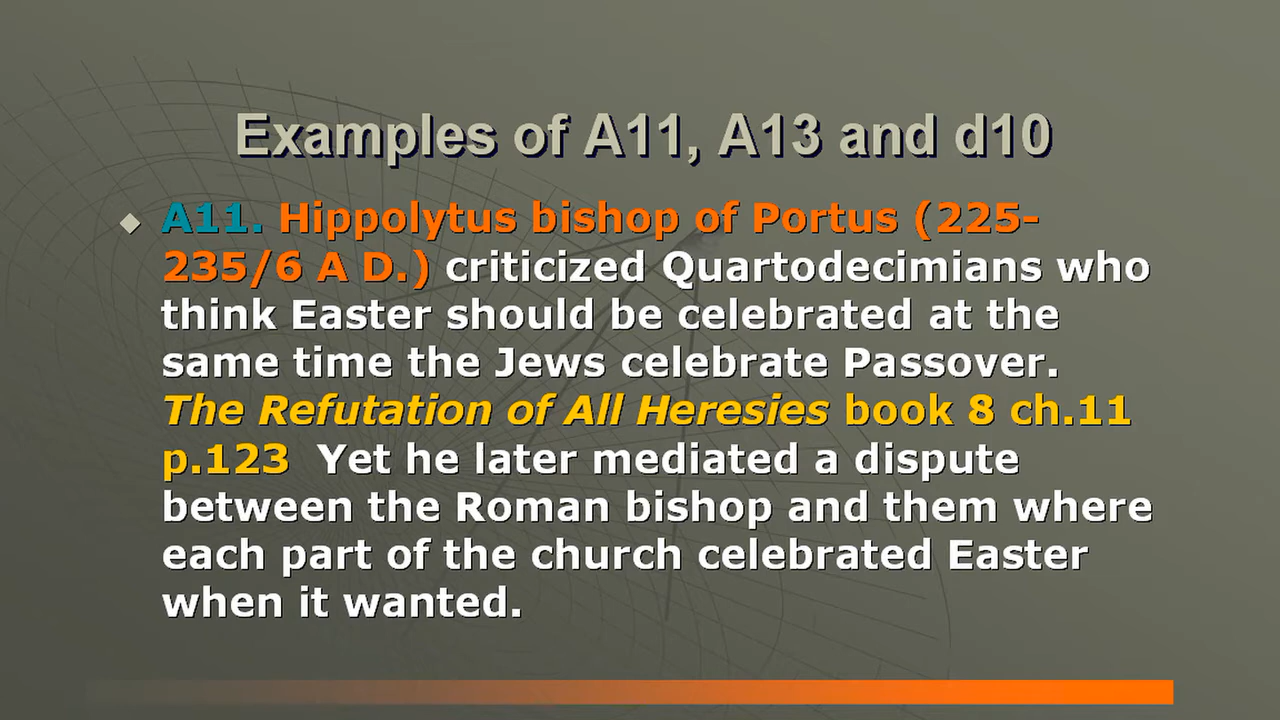 Examples of A11, A13 and d10
A11. Hippolytus bishop of Portus (225-
235/6 A D.) criticized Quartodecimians who
think Easter should be celebrated at the
same time the Jews celebrate Passover.
The Refutation of All Heresies book 8 ch.11
p.123 Yet he later mediated a dispute
between the Roman bishop and them where
each part of the church celebrated Easter
when it wanted.